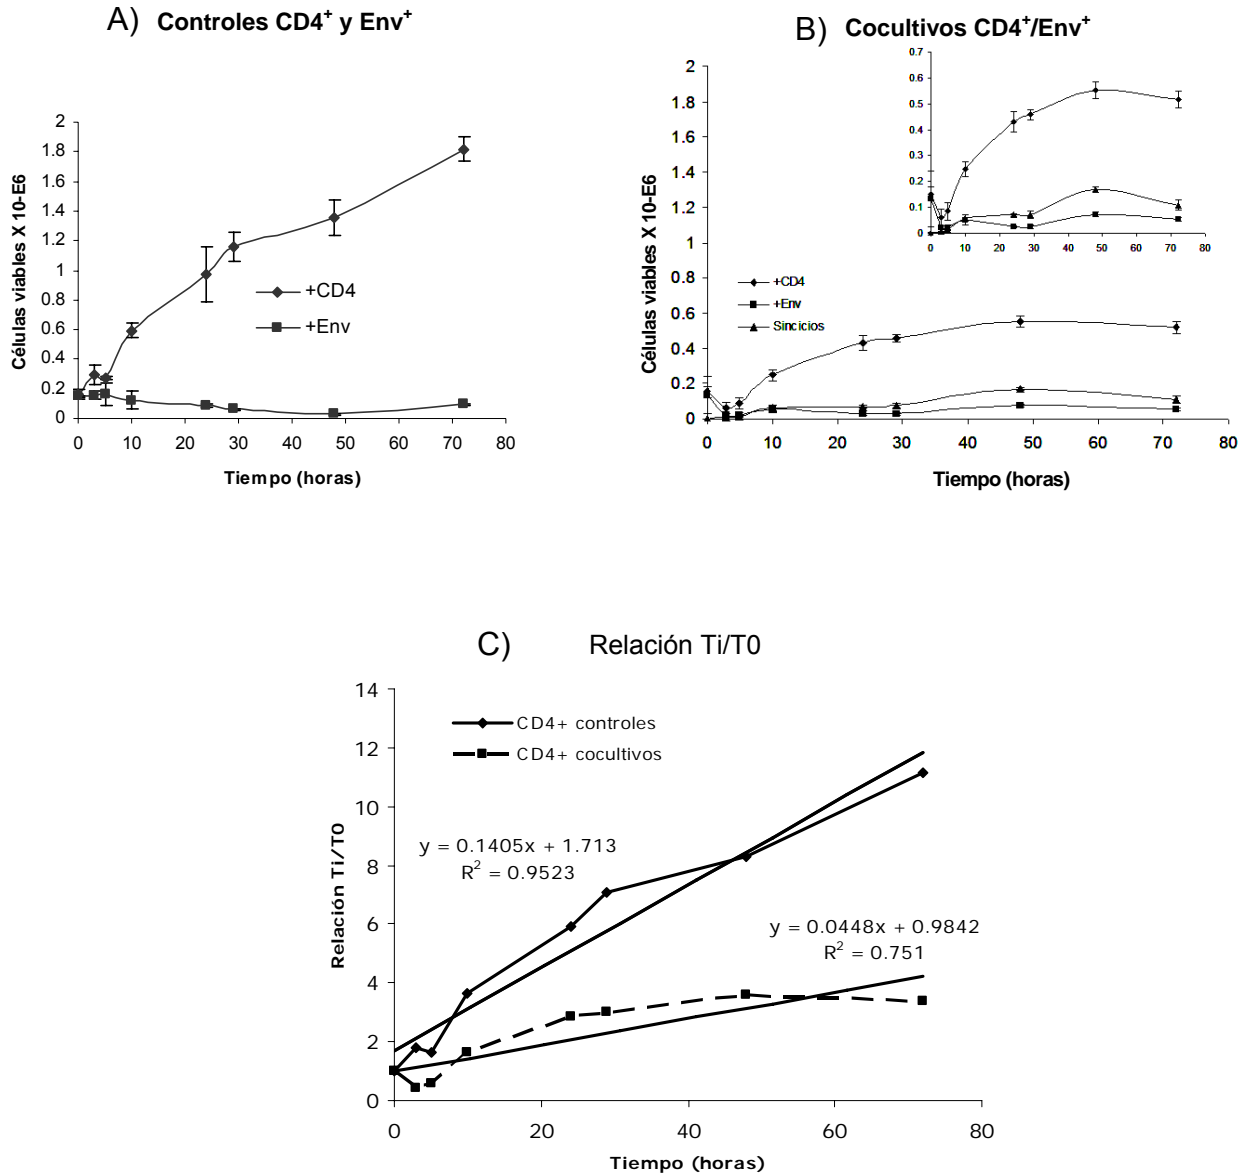 A) Controles CD4⁺ y Env⁺
Células viables X 10-E6
2
1.8
1.6
1.4
1.2
1
0.8
0.6
0.4
0.2
0
+CD4
+Env
0 10 20 30 40 50 60 70 80
Tiempo (horas)
B) Cocultivos CD4⁺/Env⁺
Células viables X 10-E6
2
1.8
1.6
1.4
1.2
1
0.8
0.6
0.4
0.2
0
0.7
0.6
0.5
0.4
0.3
0.2
0.1
0
0 10 20 30 40 50 60 70 80
+CD4
+Env
Sincicios
0 10 20 30 40 50 60 70 80
Tiempo (horas)
C) Relación Ti/T0
Relación Ti/T0
14
12
10
8
6
4
2
0
CD4+ controles
CD4+ cocultivos
y = 0.1405x + 1.713
R² = 0.9523
y = 0.0448x + 0.9842
R² = 0.751
0 20 40 60 80
Tiempo (horas)